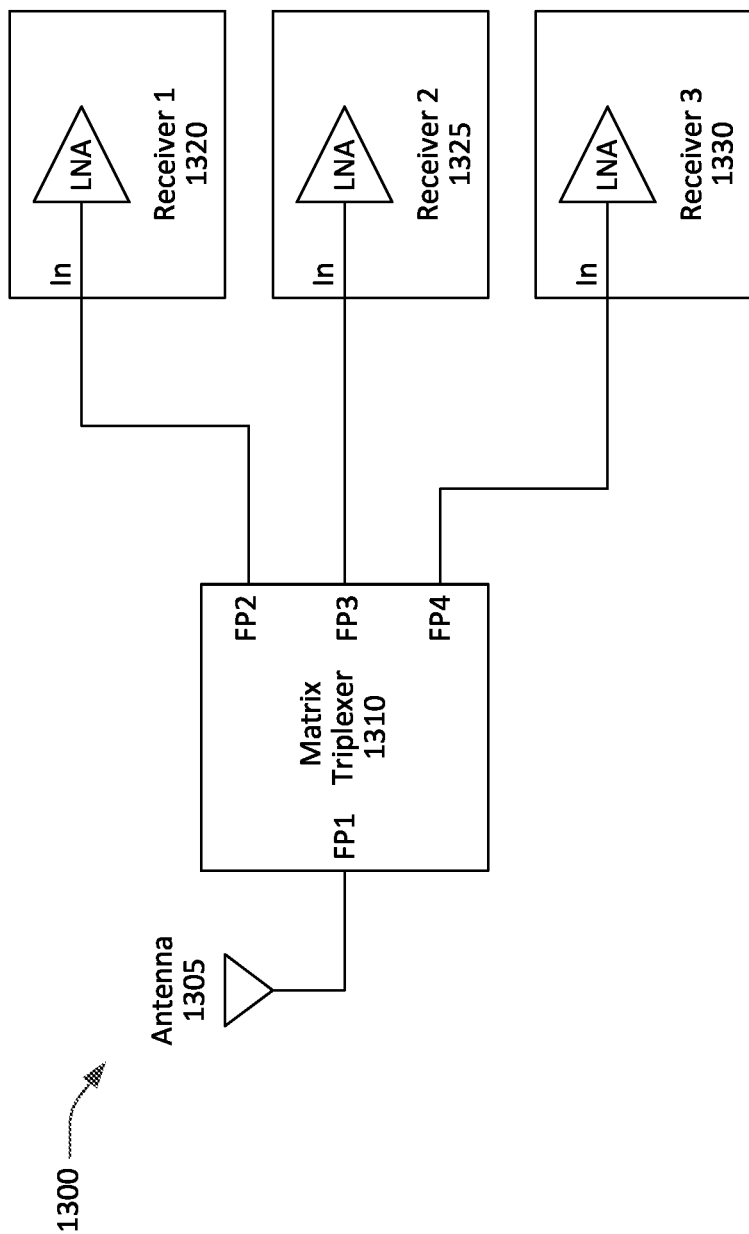 1300
Antenna
1305
FP1
Matrix
Triplexer
1310
FP2
FP3
FP4
In
LNA
Receiver 1
1320
In
LNA
Receiver 2
1325
In
LNA
Receiver 3
1330